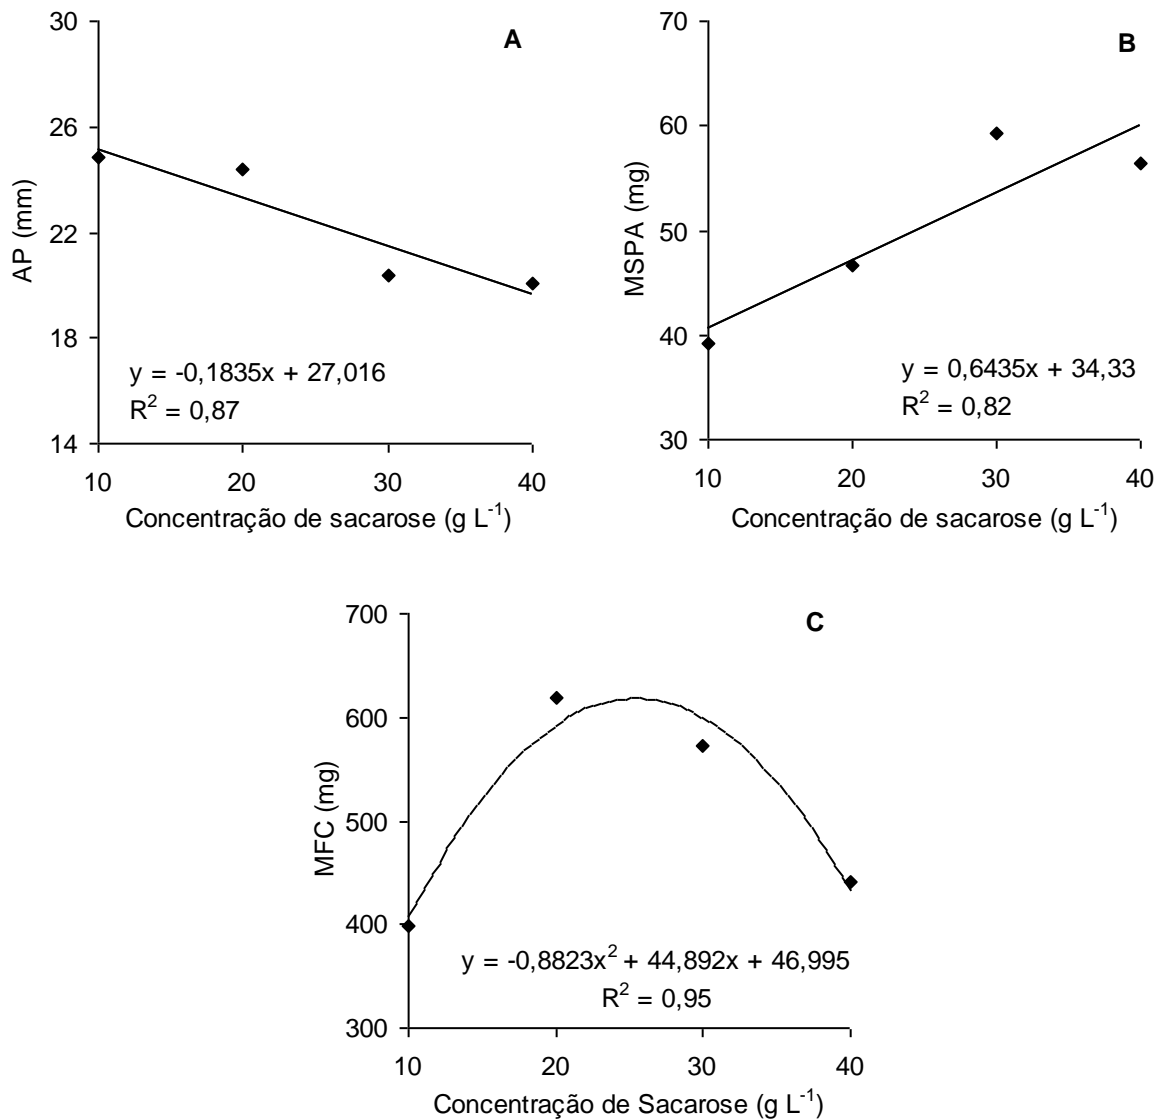 A
30
26
22
18
14
AP (mm)
y = -0,1835x + 27,016
R² = 0,87
10 20 30 40
Concentração de sacarose (g L⁻¹)
B
70
60
50
40
30
MSPA (mg)
y = 0,6435x + 34,33
R² = 0,82
10 20 30 40
Concentração de sacarose (g L⁻¹)
C
700
600
500
400
300
MFC (mg)
y = -0,8823x² + 44,892x + 46,995
R² = 0,95
10 20 30 40
Concentração de Sacarose (g L⁻¹)